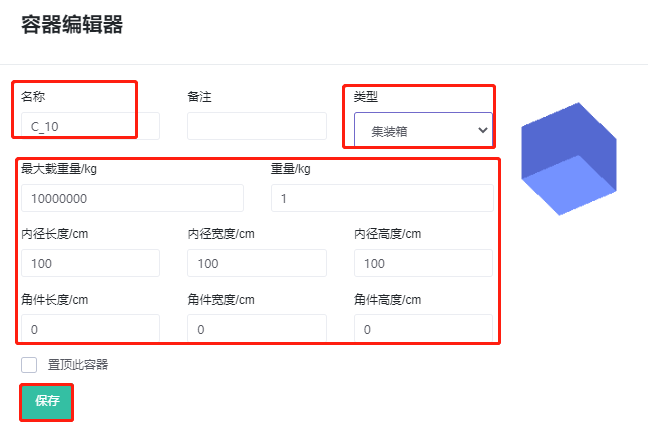 容器编辑器
名称 备注 类型
C_10 集装箱
最大载重量/kg 重量/kg
10000000 1
内径长度/cm 内径宽度/cm 内径高度/cm
100 100 100
角件长度/cm 角件宽度/cm 角件高度/cm
0 0 0
置顶此容器
保存